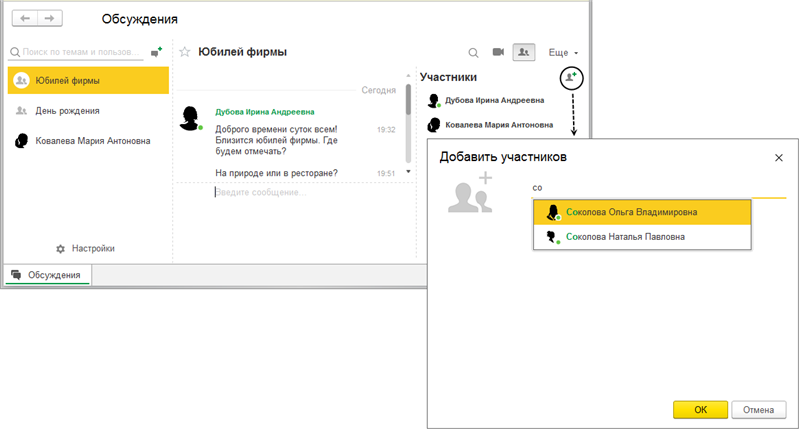 Обсуждения
Поиск по темам и пользов...
Юбилей фирмы
День рождения
Ковалева Мария Антоновна
Настройки
Обсуждения
Юбилей фирмы
Еще
Сегодня
Дубова Ирина Андреевна
Доброго времени суток всем! 19:32
Близится юбилей фирмы. Где
будем отмечать?
На природе или в ресторане? 19:51
Введите сообщение...
Участники
Дубова Ирина Андреевна
Ковалева Мария Антоновна
Добавить участников
со
Соколова Ольга Владимировна
Соколова Наталья Павловна
OK
Отмена